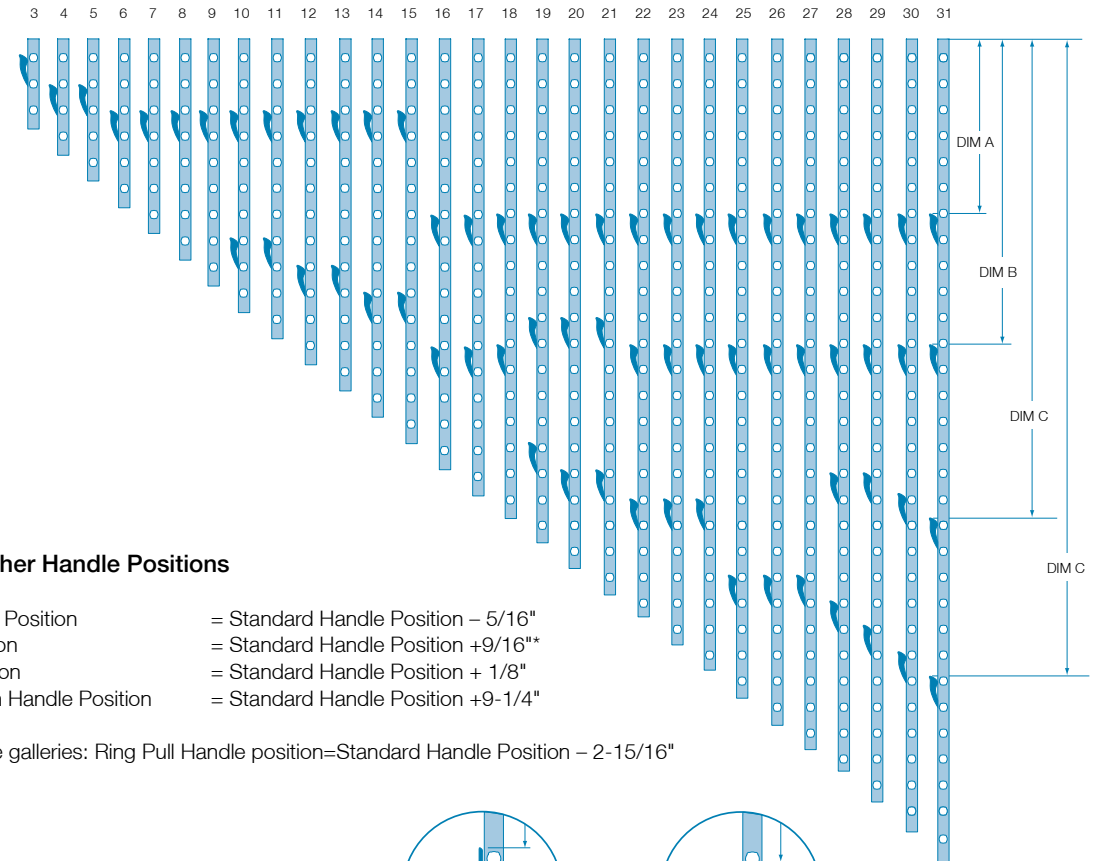 3 4 5 6 7 8 9 10 11 12 13 14 15 16 17 18 19 20 21 22 23 24 25 26 27 28 29 30 31
DIM A
DIM B
DIM C
DIM C
her Handle Positions
Position = Standard Handle Position – 5/16"
on = Standard Handle Position +9/16"*
ion = Standard Handle Position + 1/8"
Handle Position = Standard Handle Position +9-1/4"
galleries: Ring Pull Handle position=Standard Handle Position – 2-15/16"